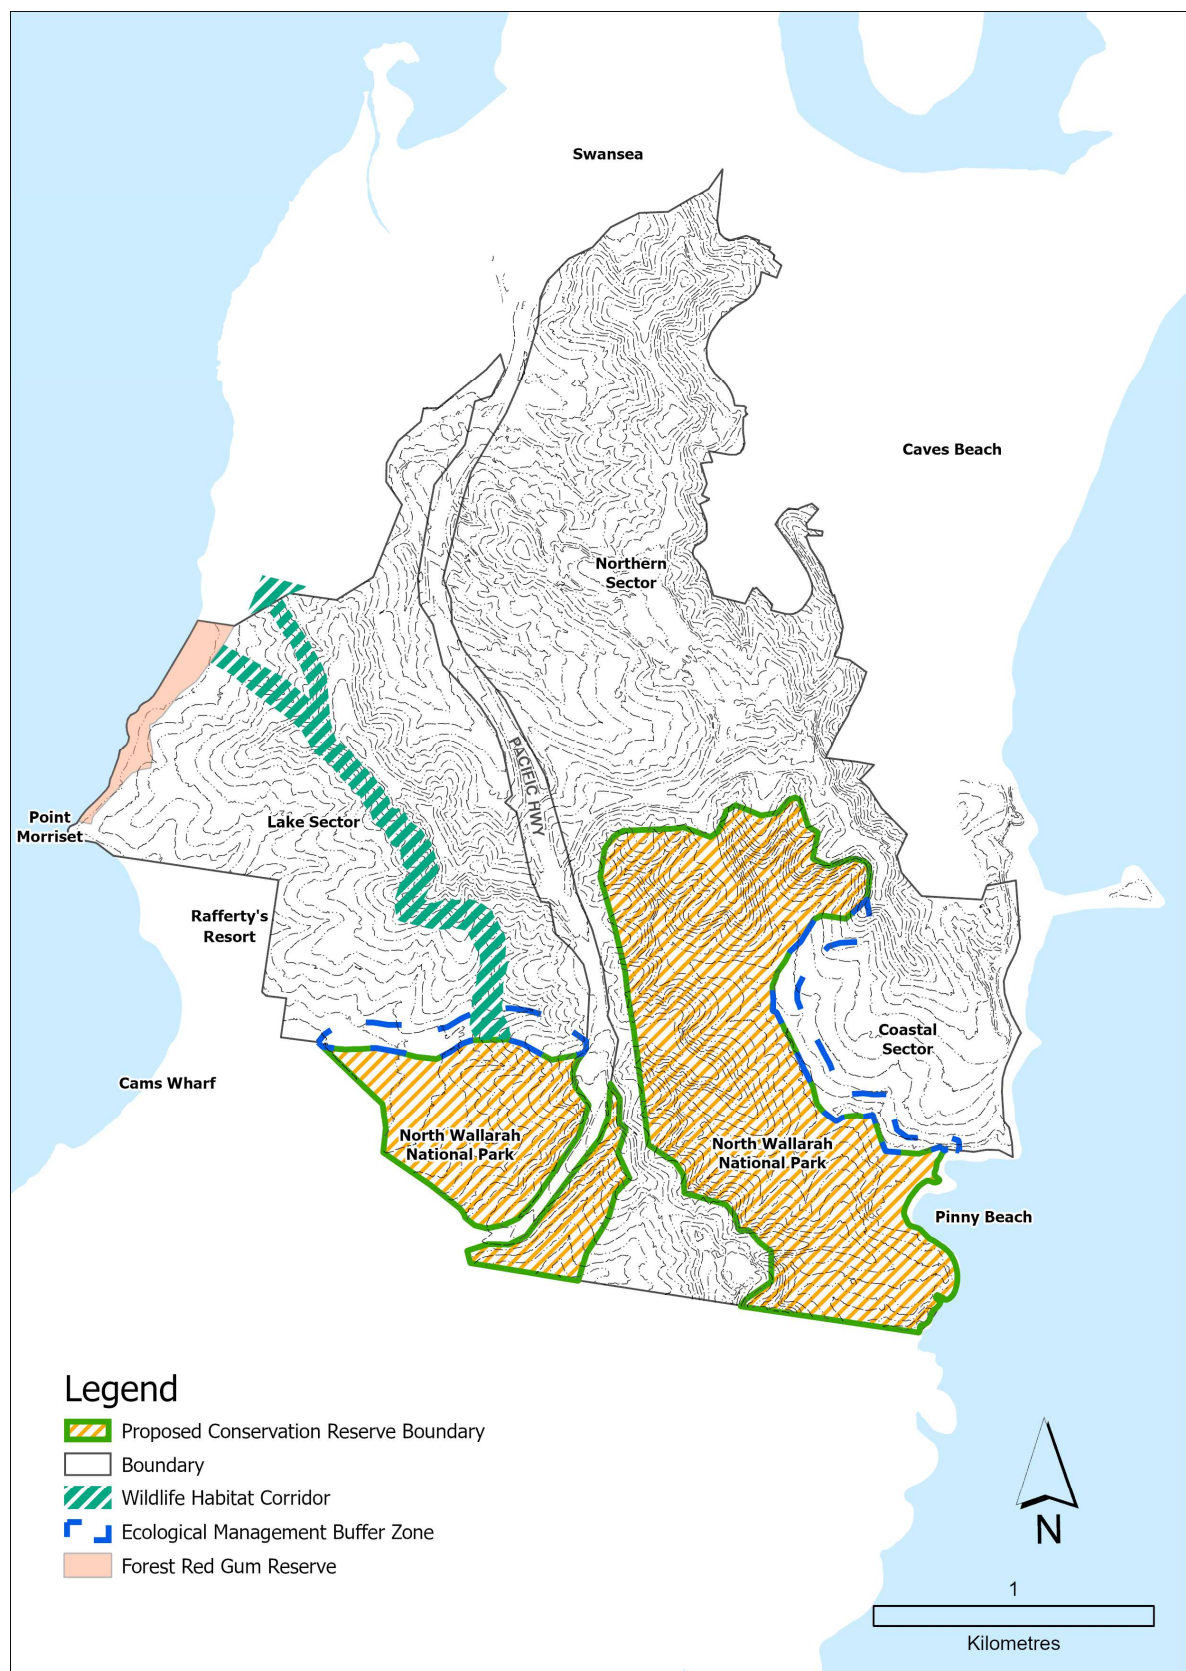 Swansea
Caves Beach
Northern
Sector
PACIFIC HWY
Point
Morriset
Lake Sector
Rafferty's
Resort
Coastal
Sector
Cams Wharf
North Wallarah
National Park
North Wallarah
National Park
Pinny Beach
Legend
Proposed Conservation Reserve Boundary
Boundary
Wildlife Habitat Corridor
Ecological Management Buffer Zone
Forest Red Gum Reserve
N
1
Kilometres